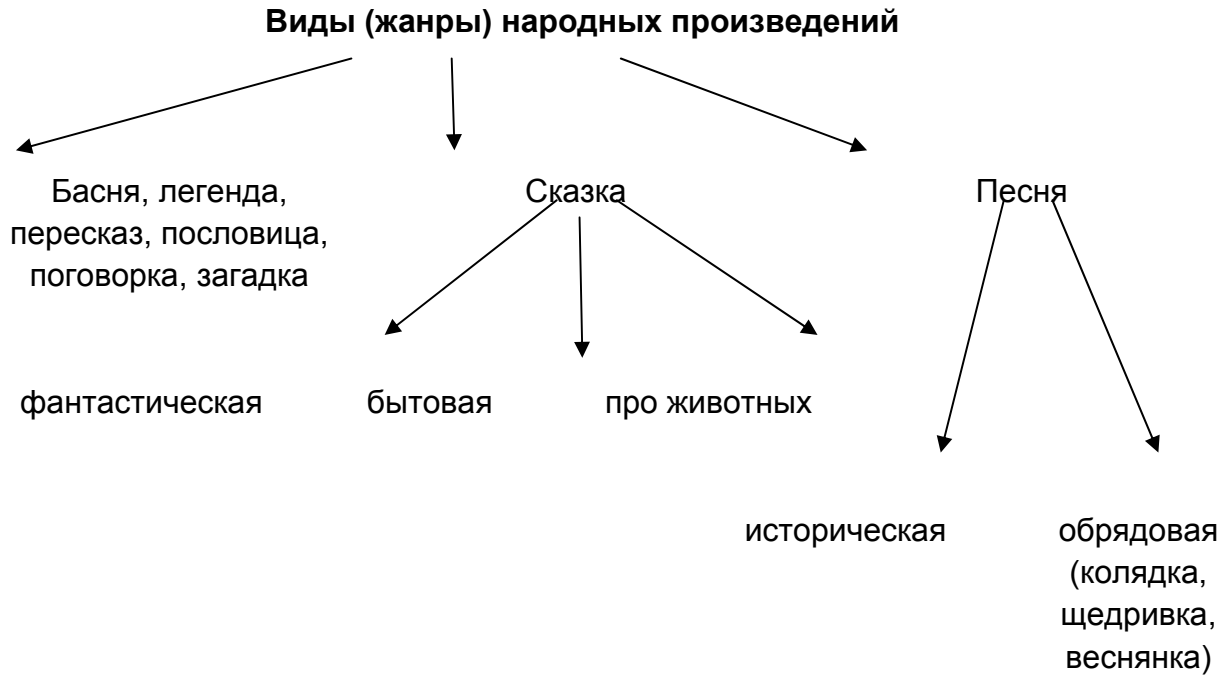 Виды (жанры) народных произведений
Басня, легенда,
пересказ, пословица,
поговорка, загадка
Сказка
Песня
фантастическая
бытовая
про животных
историческая
обрядовая
(колядка,
щедривка,
веснянка)